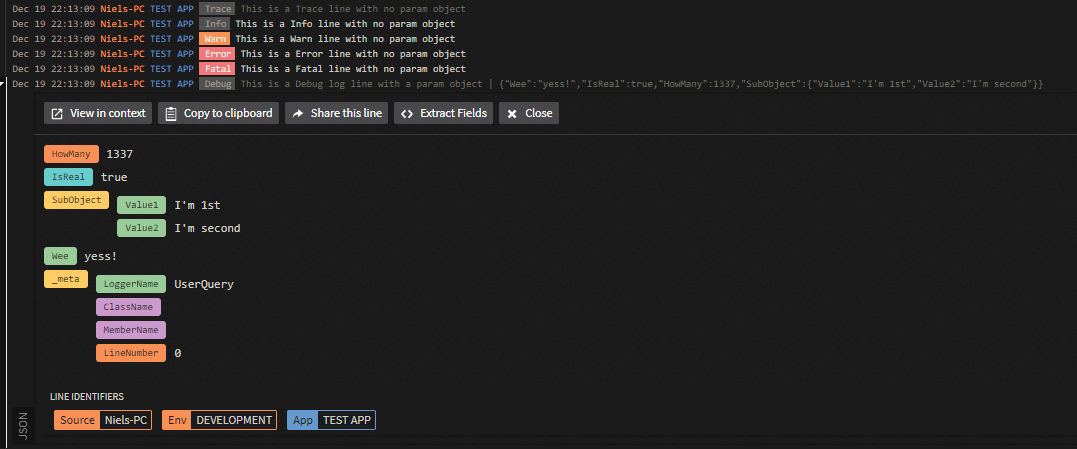 Dec 19 22:13:09 Niels-PC TEST APP Trace This is a Trace line with no param object
Dec 19 22:13:09 Niels-PC TEST APP Info This is a Info line with no param object
Dec 19 22:13:09 Niels-PC TEST APP Warn This is a Warn line with no param object
Dec 19 22:13:09 Niels-PC TEST APP Error This is a Error line with no param object
Dec 19 22:13:09 Niels-PC TEST APP Fatal This is a Fatal line with no param object
Dec 19 22:13:09 Niels-PC TEST APP Debug This is a Debug log line with a param object | {"Wee":"yess!","IsReal":true,"HowMany":1337,"SubObject":{"Value1":"I'm 1st","Value2":"I'm second"}}
View in context Copy to clipboard Share this line Extract Fields Close
HowMany 1337
IsReal true
SubObject Value1 I'm 1st
Value2 I'm second
Wee yess!
_meta LoggerName UserQuery
ClassName
MemberName
LineNumber 0
LINE IDENTIFIERS
Source Niels-PC Env DEVELOPMENT App TEST APP
JSON